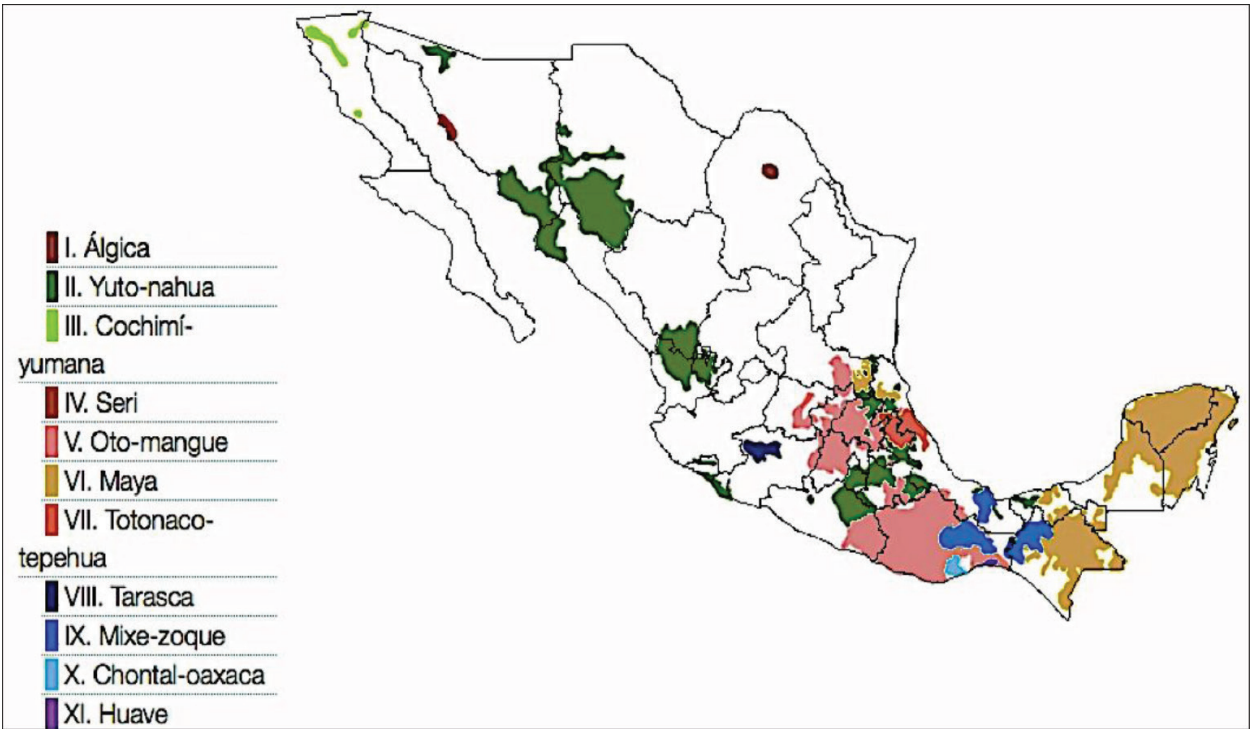 I. Álgica
II. Yuto-nahua
III. Cochimí-
yumana
IV. Seri
V. Oto-mangue
VI. Maya
VII. Totonaco-
tepehua
VIII. Tarasca
IX. Mixe-zoque
X. Chontal-oaxaca
XI. Huave